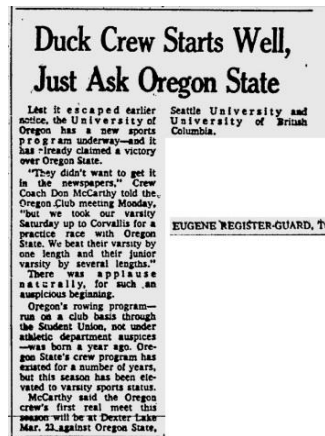 Duck Crew Starts Well,
Just Ask Oregon State
Lest it escaped earlier
notice, the University of
Oregon has a new sports
program underway—and it
has already claimed a victory
over Oregon State.
"They didn't want to get it
in the newspapers," Crew
Coach Don McCarthy told the
Oregon Club meeting Monday,
"but we took our varsity
Saturday up to Corvallis for a
practice race with Oregon
State. We beat their varsity by
one length and their junior
varsity by several lengths."
There was applause
naturally, for such an
auspicious beginning.
Oregon's rowing program—
run on a club basis through
the Student Union, not under
athletic department auspices
—was born a year ago. Ore-
gon State's crew program has
existed for a number of years,
but this season has been ele-
vated to varsity sports status.
McCarthy said the Oregon
crew's first real meet this
season will be at Dexter Lake
Mar. 23 against Oregon State,
Seattle University and
University of British
Columbia.
EUGENE REGISTER-GUARD,